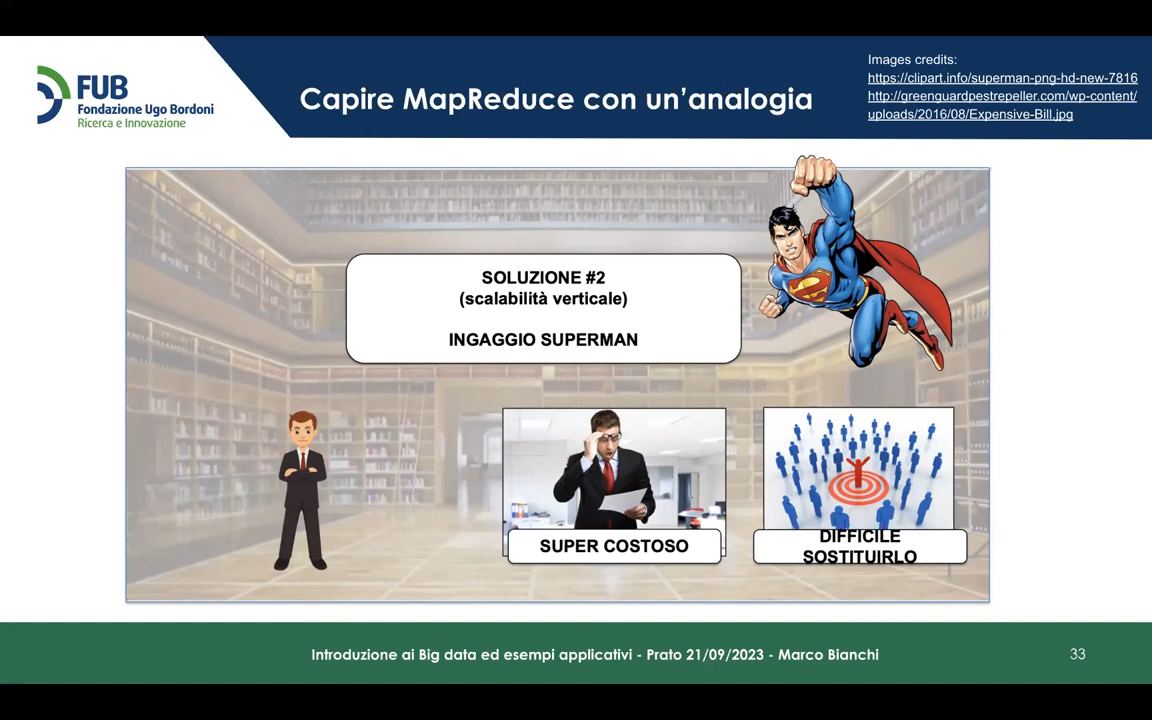 FUB
Fondazione Ugo Bordoni
Ricerca e Innovazione
Capire MapReduce con un’analogia
Images credits:
https://clipart.info/superman-png-hd-new-7816
http://greenguardpestrepeller.com/wp-content/
uploads/2016/08/Expensive-Bill.jpg
SOLUZIONE #2
(scalabilità verticale)
INGAGGIO SUPERMAN
SUPER COSTOSO
DIFFICILE
SOSTITUIRLO
Introduzione ai Big data ed esempi applicativi - Prato 21/09/2023 - Marco Bianchi
33